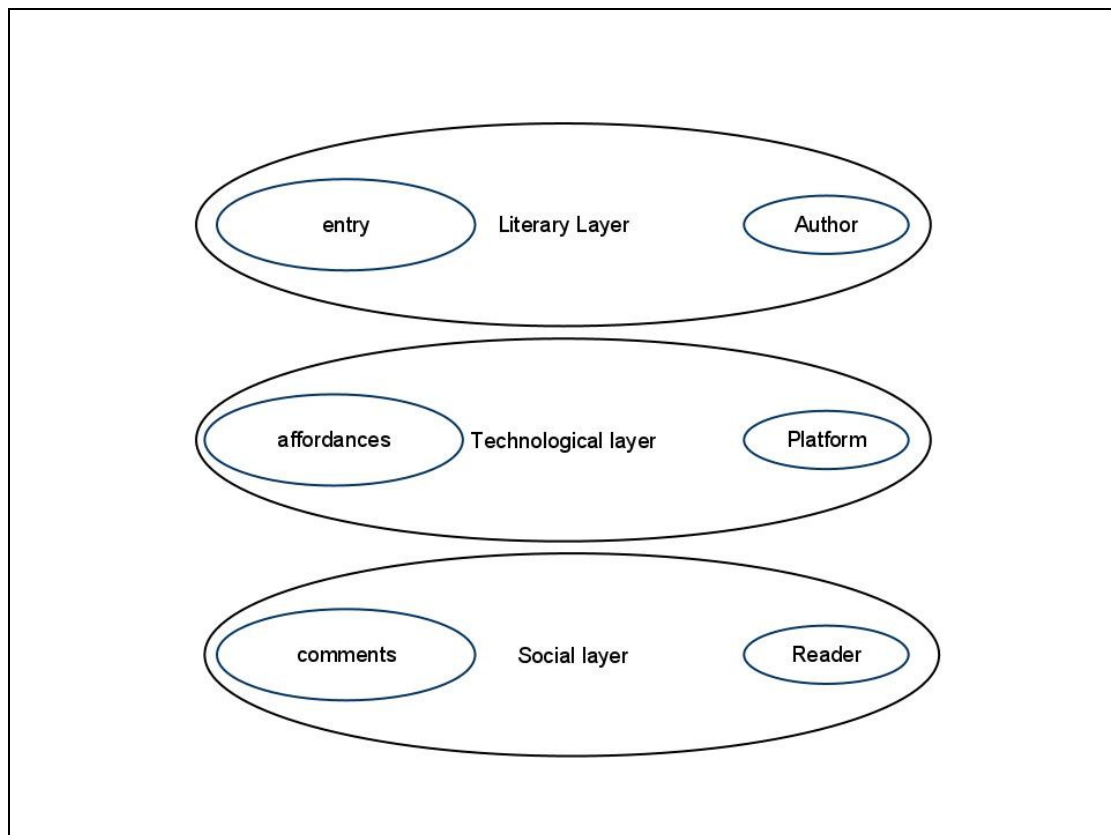 entry Literary Layer Author
affordances Technological layer Platform
comments Social layer Reader